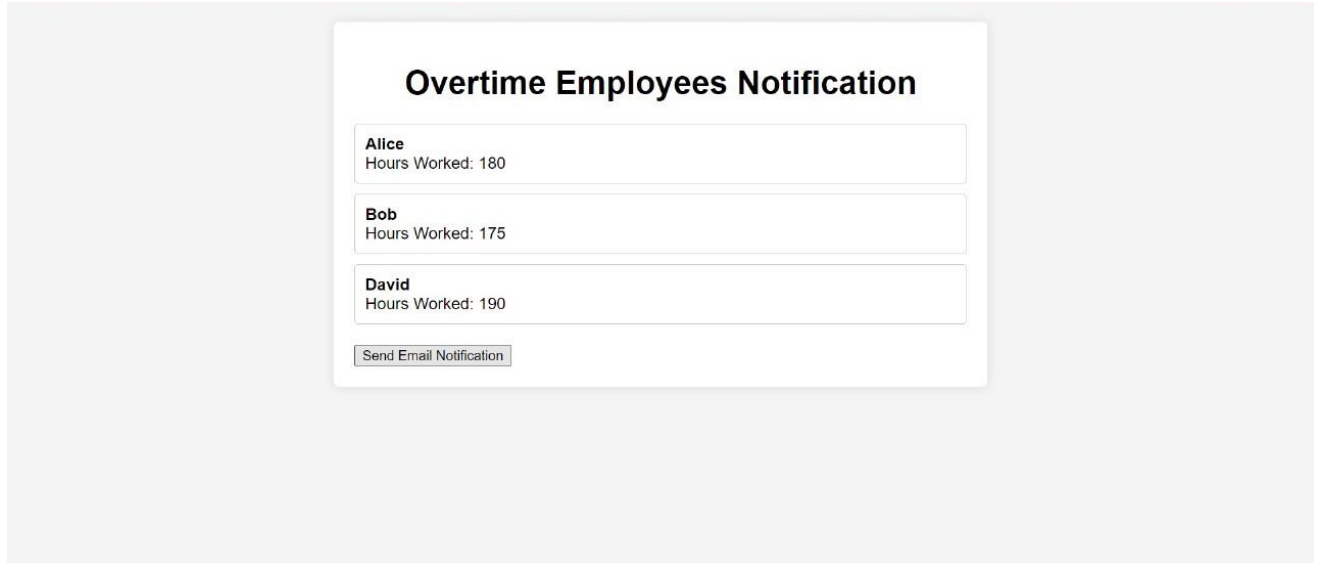 Overtime Employees Notification
Alice
Hours Worked: 180
Bob
Hours Worked: 175
David
Hours Worked: 190
Send Email Notification